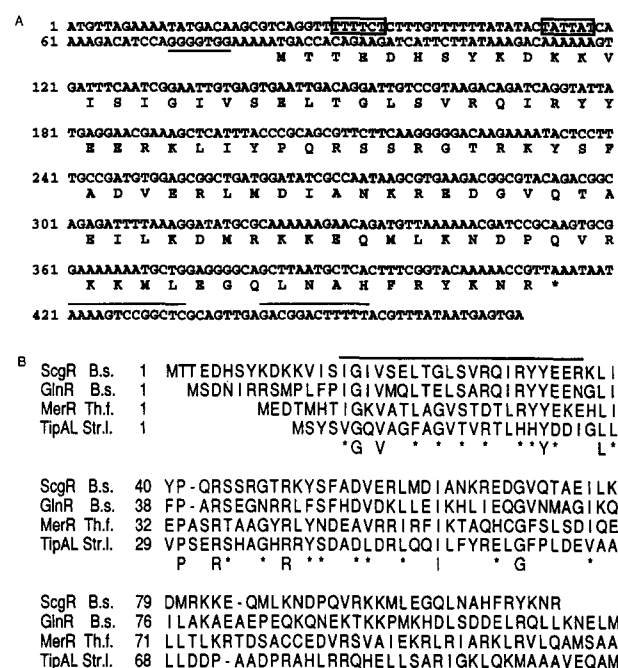 A
1 ATGTTAGAAAATATGACAAGCGTCAGGTTTTTTCTCTTTGTTTTTTATATACTATTATCA
61 AAAGACATCCAGGGGGTGGAAAAATGACCACAGAAGATCATTCTTATAAAGACAAAAAAGT
M T T E D H S Y K D K K V
121 GATTTCAATCGGAATTGTGAGTGAATTGACAGGATTGTCCGTAAGACAGATCAGGTATTA
I S I G I V S E L T G L S V R Q I R Y Y
181 TGAGGAACGAAAGCTCATTTACCCGCAGCGTTCTTCAAGGGGGACAAGAAAATACTCCTT
E E R K L I Y P Q R S S R G T R K Y S F
241 TGCCGATGTGGAGCGGCTGATGGATATCGCCAATAAGCGTGAAGACGGCGTACAGACGGC
A D V E R L M D I A N K R E D G V Q T A
301 AGAGATTTTAAAGGATATGCGCAAAAAAGAACAGATGTTAAAAAACGATCCGCAAGTGCG
E I L K D M R K K E Q M L K N D P Q V R
361 GAAAAAAATGCTGGAGGGGCAGCTTAATGCTCACTTTCGGTACAAAAACCGTTAAATAAT
K K M L E G Q L N A H F R Y K N R *
421 AAAAGTCCGGCTCGCAGTTGAGACGGACTTTTTACGTTTATAATGAGTGA
B
ScgR B.s. 1 MTTEDHSYKDKKVISIGIVSELTGLSVRQIRYYEERKLI
GlnR B.s. 1 MSDNIRRSMPLFPIGIVMQLTELSARQIRYYEENGLI
MerR Th.f. 1 MEDTMHTIGKVATLAGVSTDTLRYYEKEHLI
TipAL Str.l. 1 MSYSVGQVAGFAGVTVRTLHHYDDIGLL
*G V * * * * **Y* L*
ScgR B.s. 40 YP-QRSSRGTRKYSFADVERLMDIANKREDGVQTAEILK
GlnR B.s. 38 FP-ARSEGNRRLFSFHDVDKLLEIKHLIEQGVNMAGIKQ
MerR Th.f. 32 EPASRTAAGYRLYNDEAVRRIRFIKTAQHCGFSLSDIQE
TipAL Str.l. 29 VPSERSHAGHRRYSDADLDRLQQILFYRELGFPLDEVAA
P R* * R ** ** * I G *
ScgR B.s. 79 DMRKKE-QMLKNDPQVRKKMLEGQLNAHFRYKNR
GlnR B.s. 76 ILAKAEAEPEQKQNEKTKKPMKHDLSDDELRQLLKNELM
MerR Th.f. 71 LLTLKRTDSACCEDVRSVAIEKRLRIARKLRVLQAMSAA
TipAL Str.l. 68 LLDDP-AADPRAHLRRQHELLSARIGKLQKMAAAVEQAM